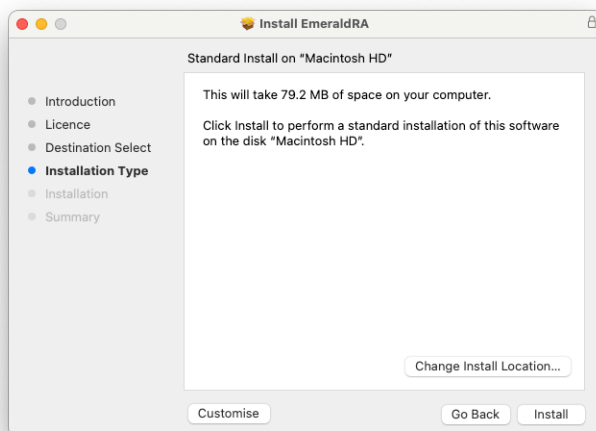 Install EmeraldRA
Standard Install on “Macintosh HD”
Introduction
Licence
Destination Select
Installation Type
Installation
Summary
This will take 79.2 MB of space on your computer.
Click Install to perform a standard installation of this software
on the disk “Macintosh HD”.
Change Install Location...
Customise
Go Back
Install